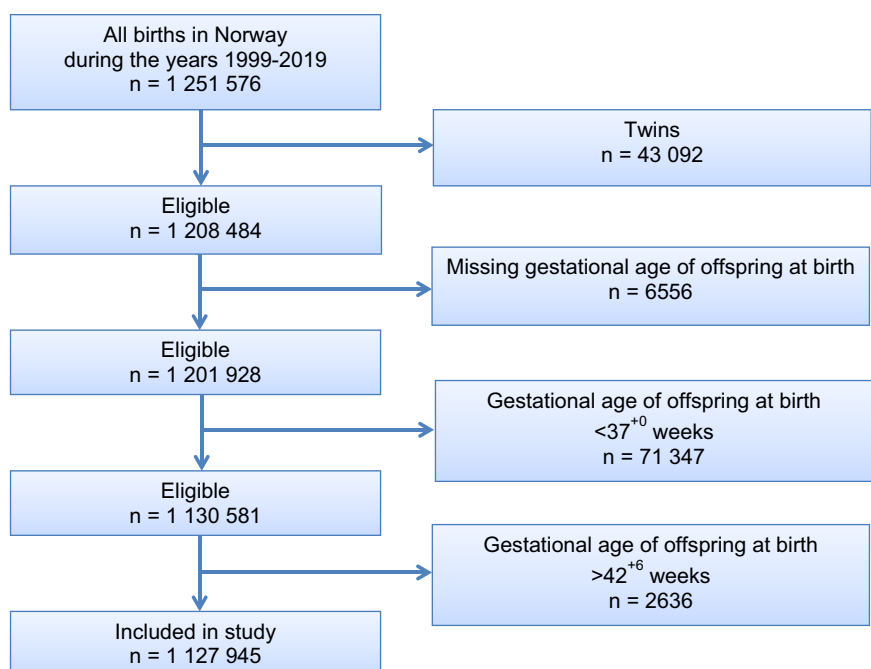 All births in Norway
during the years 1999-2019
n = 1 251 576
Twins
n = 43 092
Eligible
n = 1 208 484
Missing gestational age of offspring at birth
n = 6556
Eligible
n = 1 201 928
Gestational age of offspring at birth
<37⁺⁰ weeks
n = 71 347
Eligible
n = 1 130 581
Gestational age of offspring at birth
>42⁺⁶ weeks
n = 2636
Included in study
n = 1 127 945